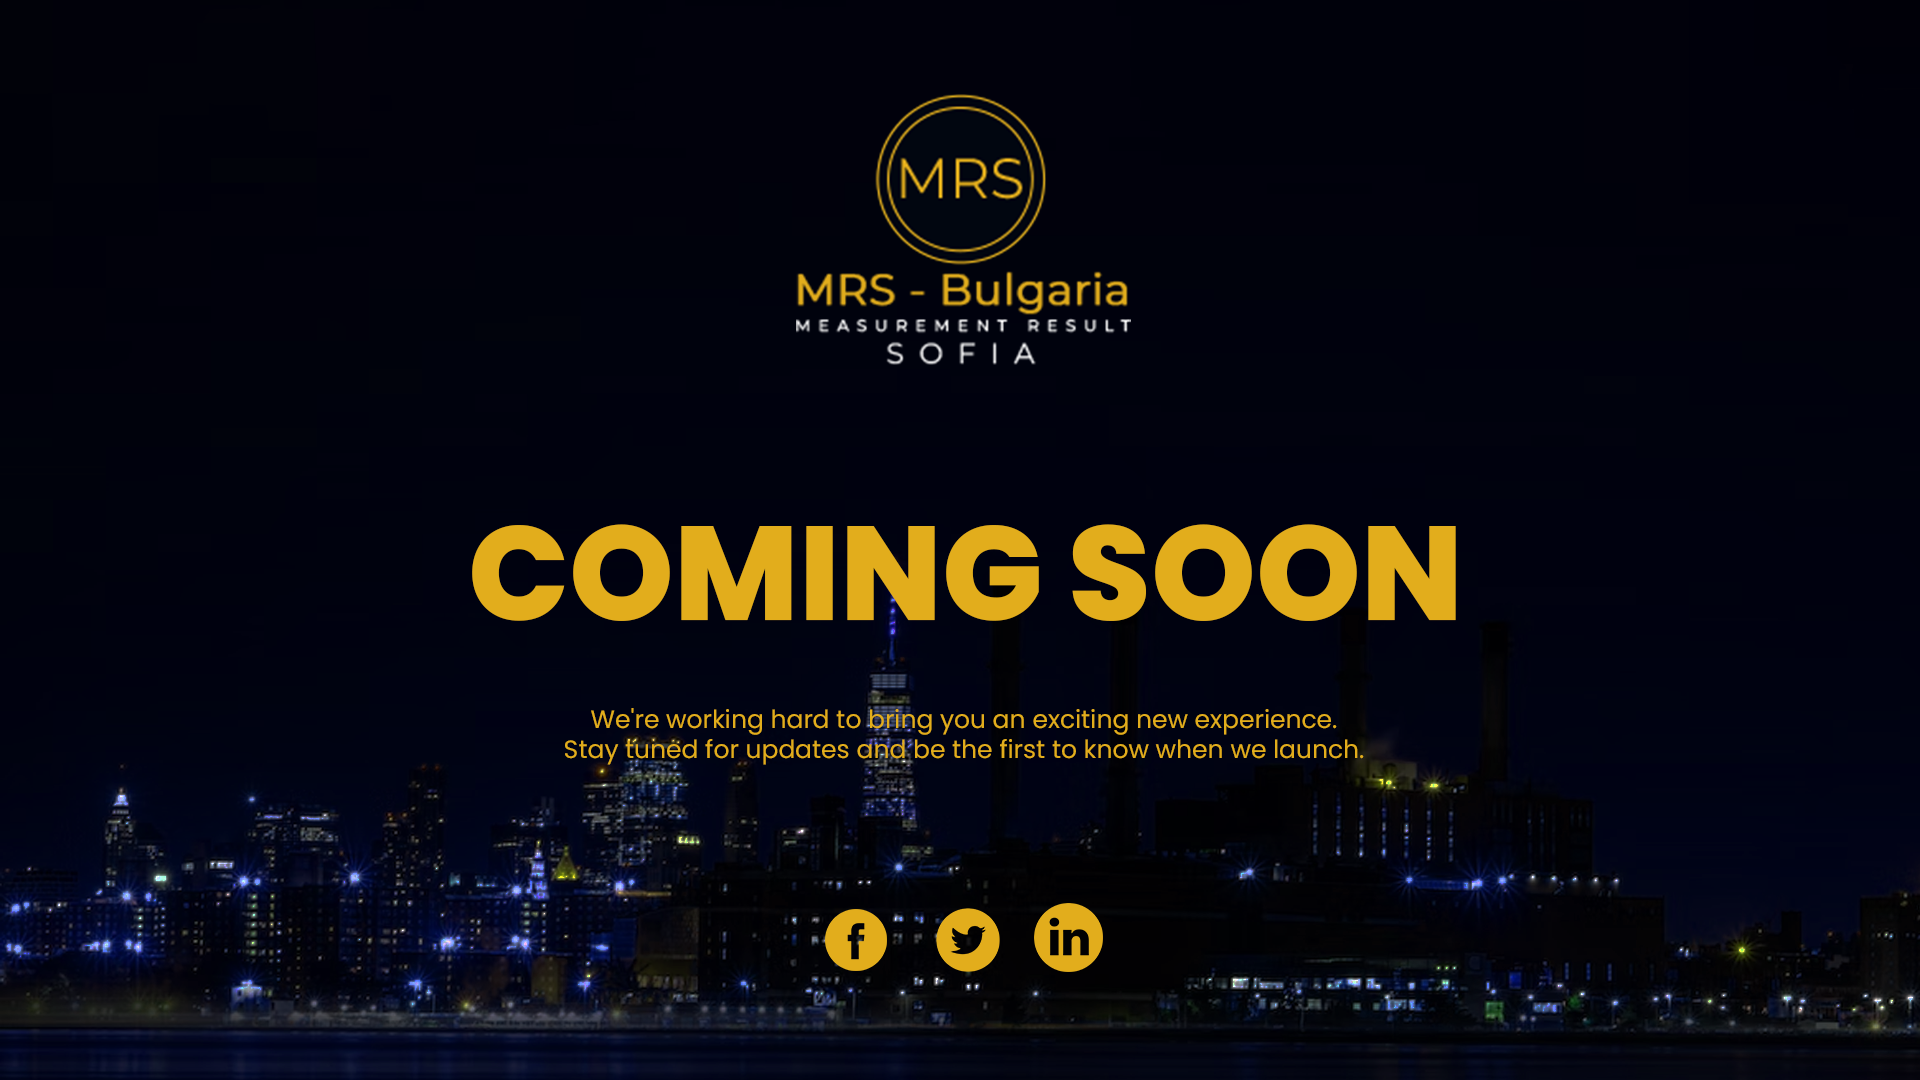 MRS
MRS - Bulgaria
MEASUREMENT RESULT
SOFIA
COMING SOON
We're working hard to bring you an exciting new experience.
Stay tuned for updates and be the first to know when we launch.
f
in